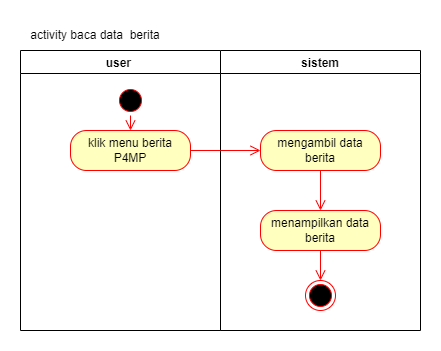 activity baca data  berita
user
sistem
klik menu berita
P4MP
mengambil data
berita
menampilkan data
berita